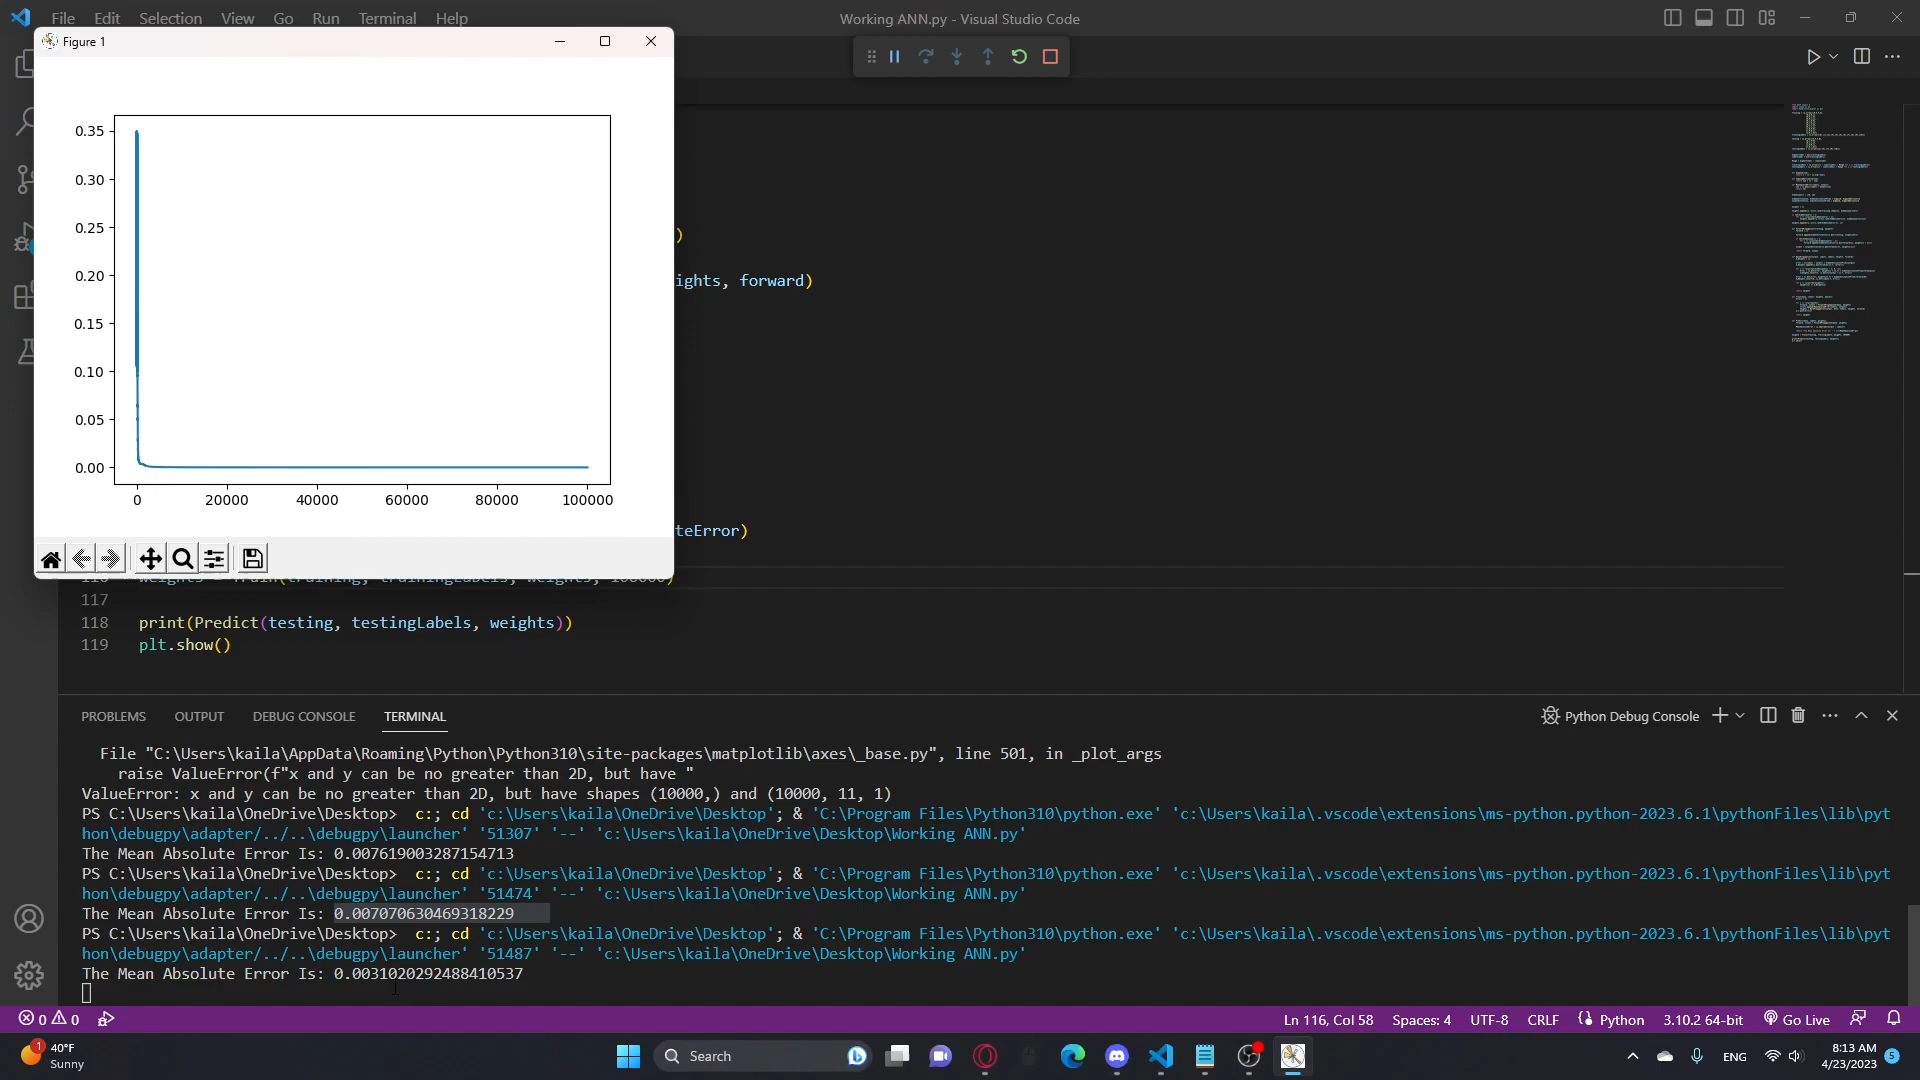 File Edit Selection View Go Run Terminal Help
Working ANN.py - Visual Studio Code
Figure 1
0.35
0.30
0.25
0.20
0.15
0.10
0.05
0.00
0 20000 40000 60000 80000 100000
)
ights, forward)
teError)
117
118 print(Predict(testing, testingLabels, weights))
119 plt.show()
PROBLEMS OUTPUT DEBUG CONSOLE TERMINAL
Python Debug Console
File "C:\Users\kaila\AppData\Roaming\Python\Python310\site-packages\matplotlib\axes\_base.py", line 501, in _plot_args
raise ValueError(f"x and y can be no greater than 2D, but have "
ValueError: x and y can be no greater than 2D, but have shapes (10000,) and (10000, 11, 1)
PS C:\Users\kaila\OneDrive\Desktop> c:; cd 'c:\Users\kaila\OneDrive\Desktop'; & 'C:\Program Files\Python310\python.exe' 'c:\Users\kaila\.vscode\extensions\ms-python.python-2023.6.1\pythonFiles\lib\pyt
hon\debugpy\adapter/../..\debugpy\launcher' '51307' '--' 'c:\Users\kaila\OneDrive\Desktop\Working ANN.py'
The Mean Absolute Error Is: 0.007619003287154713
PS C:\Users\kaila\OneDrive\Desktop> c:; cd 'c:\Users\kaila\OneDrive\Desktop'; & 'C:\Program Files\Python310\python.exe' 'c:\Users\kaila\.vscode\extensions\ms-python.python-2023.6.1\pythonFiles\lib\pyt
hon\debugpy\adapter/../..\debugpy\launcher' '51474' '--' 'c:\Users\kaila\OneDrive\Desktop\Working ANN.py'
The Mean Absolute Error Is: 0.007070630469318229
PS C:\Users\kaila\OneDrive\Desktop> c:; cd 'c:\Users\kaila\OneDrive\Desktop'; & 'C:\Program Files\Python310\python.exe' 'c:\Users\kaila\.vscode\extensions\ms-python.python-2023.6.1\pythonFiles\lib\pyt
hon\debugpy\adapter/../..\debugpy\launcher' '51487' '--' 'c:\Users\kaila\OneDrive\Desktop\Working ANN.py'
The Mean Absolute Error Is: 0.0031020292488410537
0 0
Ln 116, Col 58 Spaces: 4 UTF-8 CRLF Python 3.10.2 64-bit Go Live
1 40°F
Sunny
Search
ENG
8:13 AM
4/23/2023
5